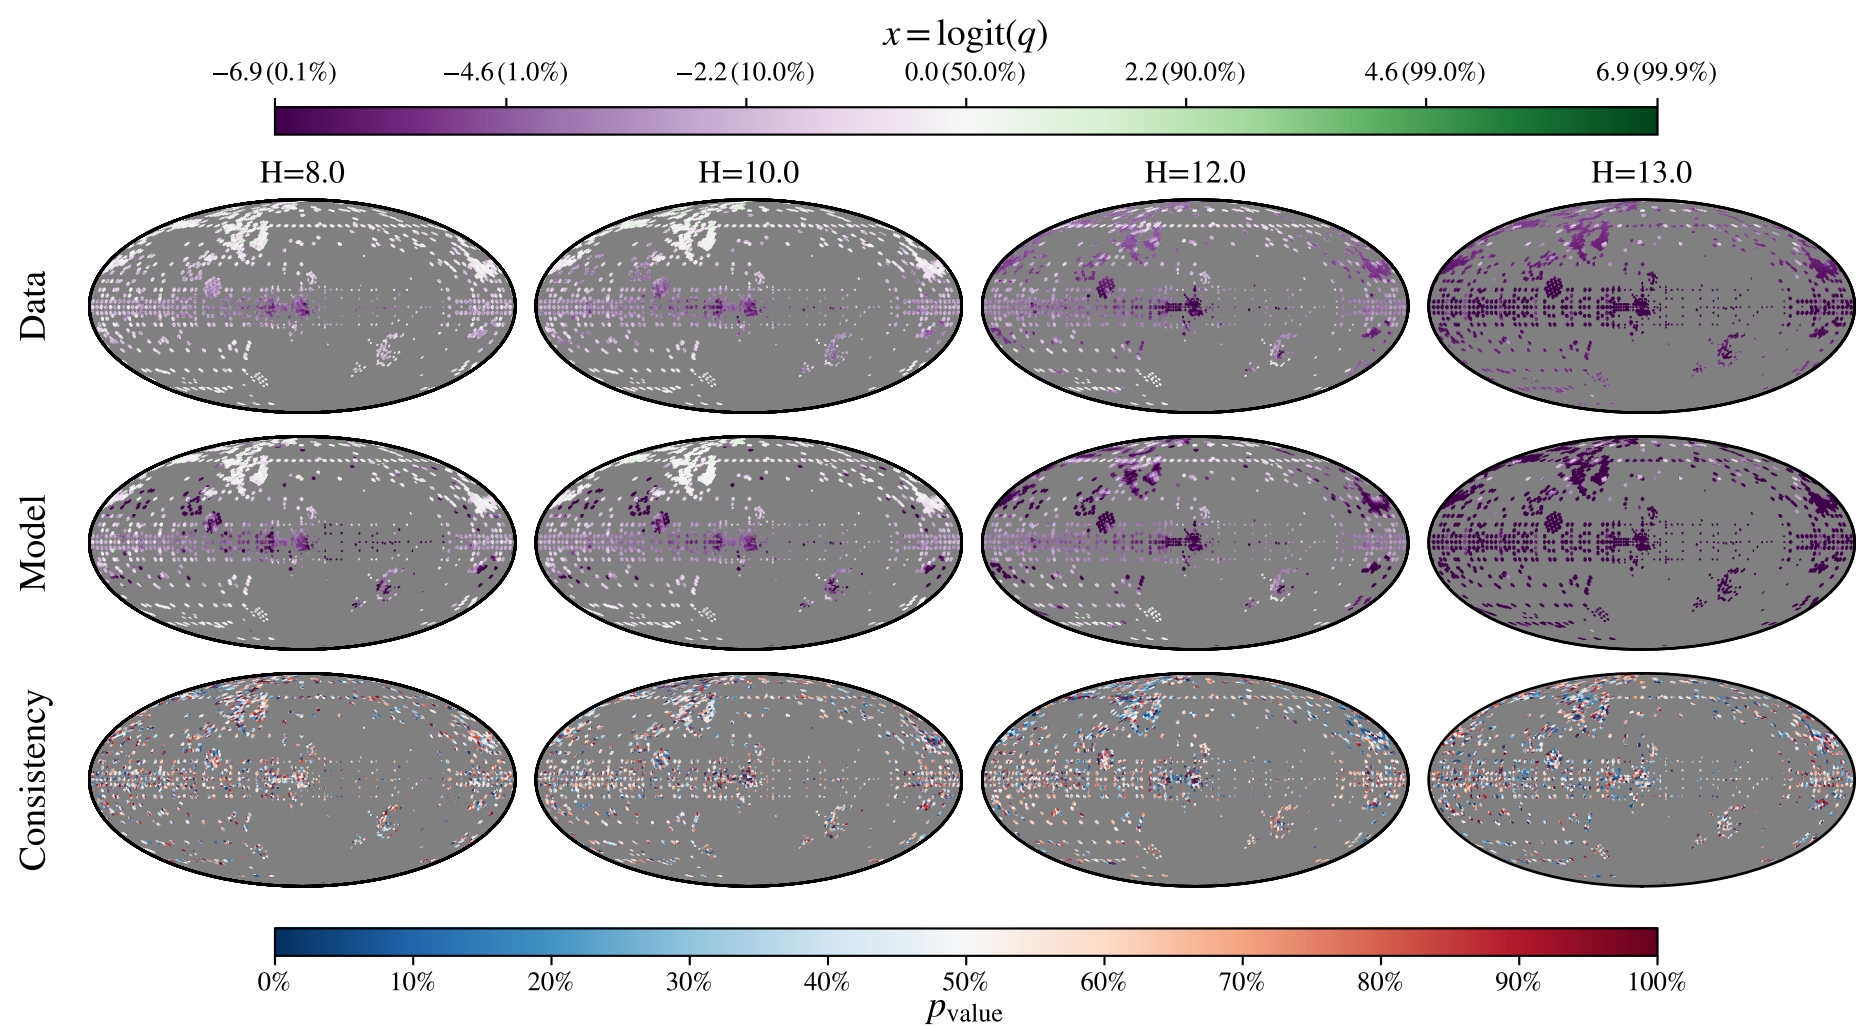 x = logit(q)
−6.9 (0.1%) −4.6 (1.0%) −2.2 (10.0%) 0.0 (50.0%) 2.2 (90.0%) 4.6 (99.0%) 6.9 (99.9%)
H=8.0 H=10.0 H=12.0 H=13.0
Data
Model
Consistency
0% 10% 20% 30% 40% 50% 60% 70% 80% 90% 100%
pvalue